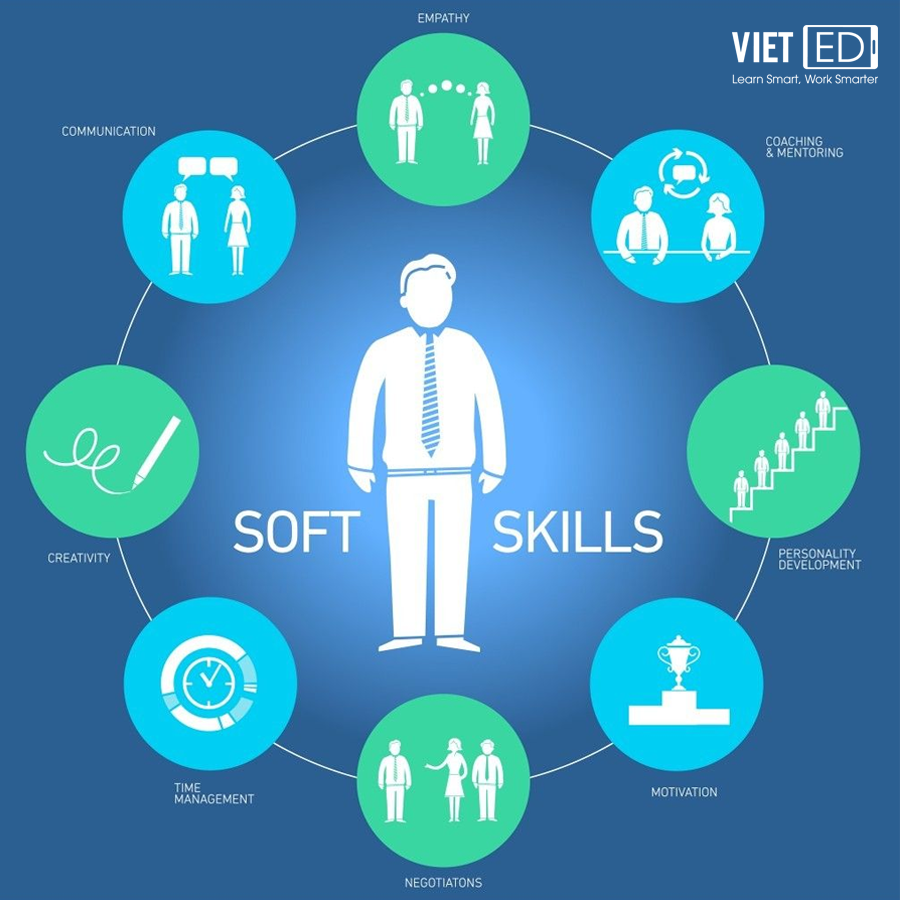 EMPATHY
VIET ED
Learn Smart, Work Smarter
COMMUNICATION
COACHING
& MENTORING
SOFT SKILLS
CREATIVITY
PERSONALITY
DEVELOPMENT
TIME
MANAGEMENT
MOTIVATION
NEGOTIATONS